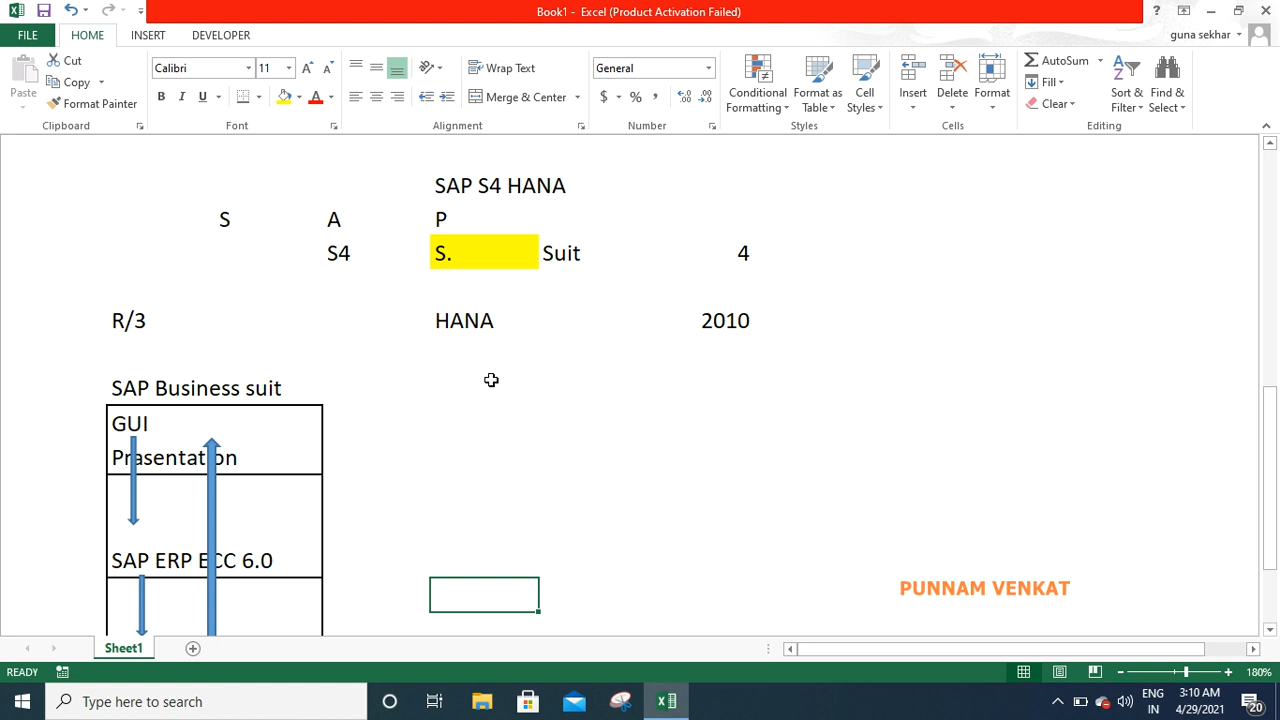 Book1 - Excel (Product Activation Failed)
FILE HOME INSERT DEVELOPER guna sekhar
Paste Cut Copy Format Painter
Calibri 11
B I U A
Wrap Text
Merge & Center
General
$ % ,
Conditional Formatting
Format as Table
Cell Styles
Insert Delete Format
AutoSum
Fill
Clear
Sort & Filter
Find & Select
Clipboard Font Alignment Number Styles Cells Editing
SAP S4 HANA
S A P
S4 S. Suit 4
R/3 HANA 2010
SAP Business suit
GUI
Prasentation
SAP ERP ECC 6.0
PUNNAM VENKAT
Sheet1
READY 180%
Type here to search
ENG
IN
3:10 AM
4/29/2021
20